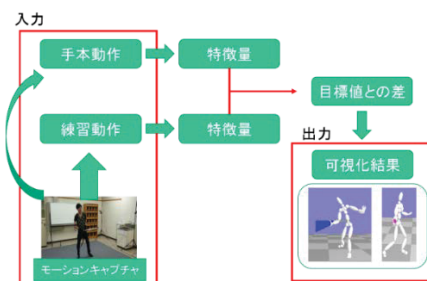 入力
手本動作
特徴量
目標値との差
練習動作
特徴量
出力
可視化結果
モーションキャプチャ